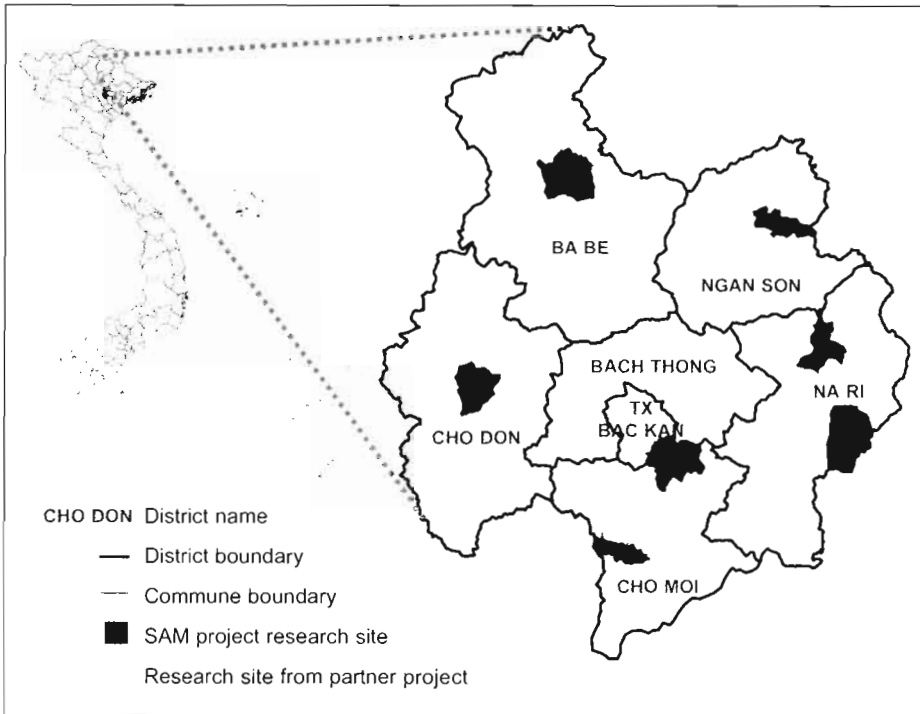 BA BE
NGAN SON
BACH THONG
NA RI
TX
BAC KAN
CHO DON
CHO MOI
CHO DON District name
District boundary
Commune boundary
SAM project research site
Research site from partner project